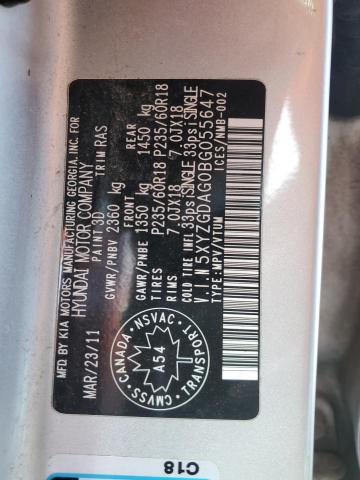 MFD BY KIA MOTORS MANUFACTURING GEORGIA.INC. FOR
HYUNDAI MOTOR COMPANY
MAR/23/11 PAINT 3D TRIM RAS
GVWR/PNBV 2360 kg
FRONT REAR
GAWR/PNBE 1350 kg 1450 kg
TIRES P235/60R18 P235/60R18
RIMS 7.0JX18 7.0JX18
COLD TIRE 33psi SINGLE 33psi SINGLE
V.I.N 5XYZGDAG0BG055647
TYPE: MPV/VTUM ICES/NMB-002
CANADA • NSVAC •
TRANSPORT
CMVSS •
A54
C18